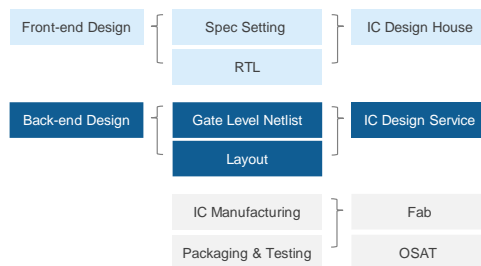 Front-end Design
Spec Setting
IC Design House
RTL
Back-end Design
Gate Level Netlist
IC Design Service
Layout
IC Manufacturing
Fab
Packaging & Testing
OSAT